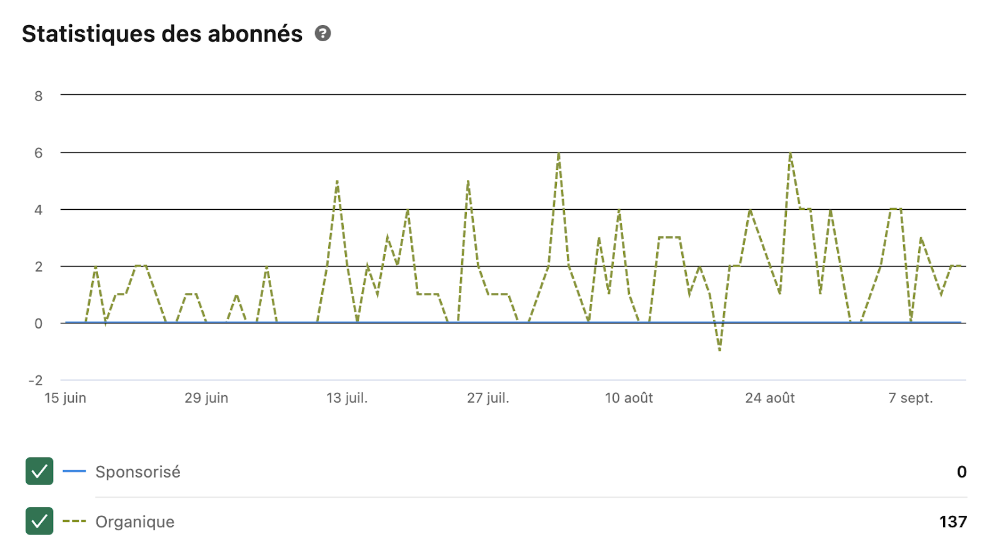 Statistiques des abonnés ?
8
6
4
2
0
-2
15 juin 29 juin 13 juil. 27 juil. 10 août 24 août 7 sept.
Sponsorisé 0
Organique 137